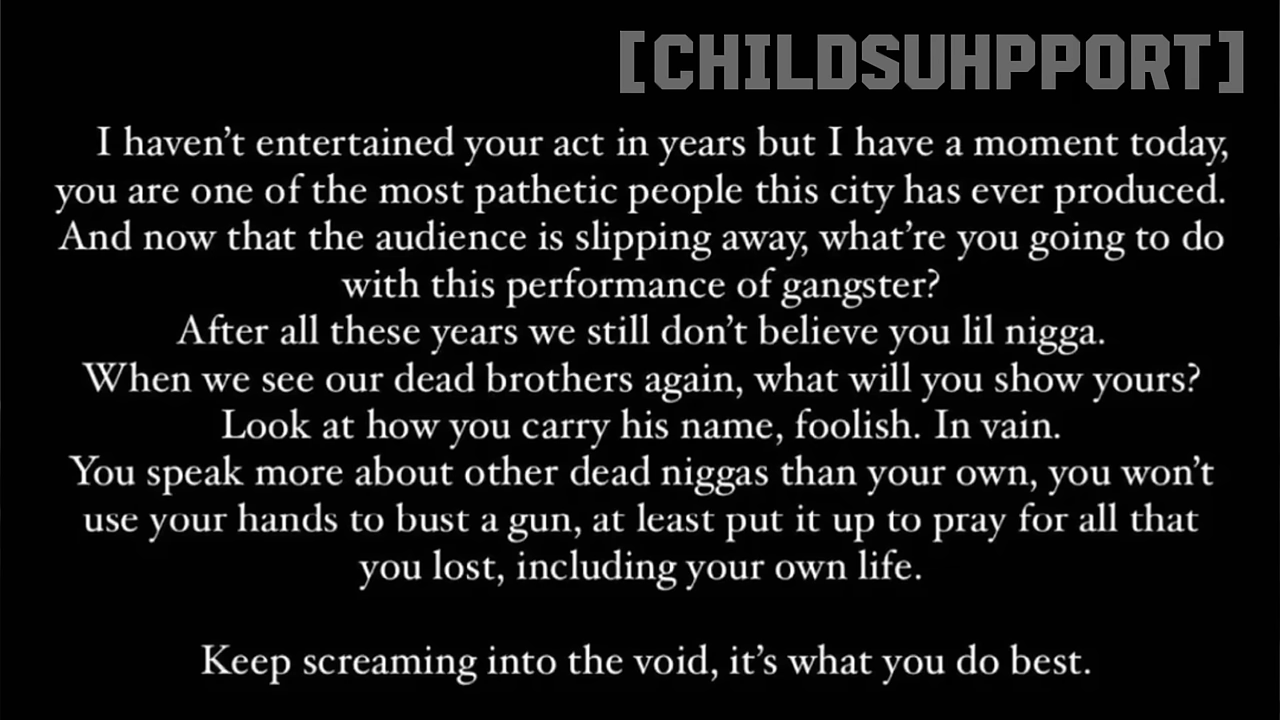 [CHILDSUHPPORT]
I haven’t entertained your act in years but I have a moment today,
you are one of the most pathetic people this city has ever produced.
And now that the audience is slipping away, what’re you going to do
with this performance of gangster?
After all these years we still don’t believe you lil nigga.
When we see our dead brothers again, what will you show yours?
Look at how you carry his name, foolish. In vain.
You speak more about other dead niggas than your own, you won’t
use your hands to bust a gun, at least put it up to pray for all that
you lost, including your own life.
Keep screaming into the void, it’s what you do best.